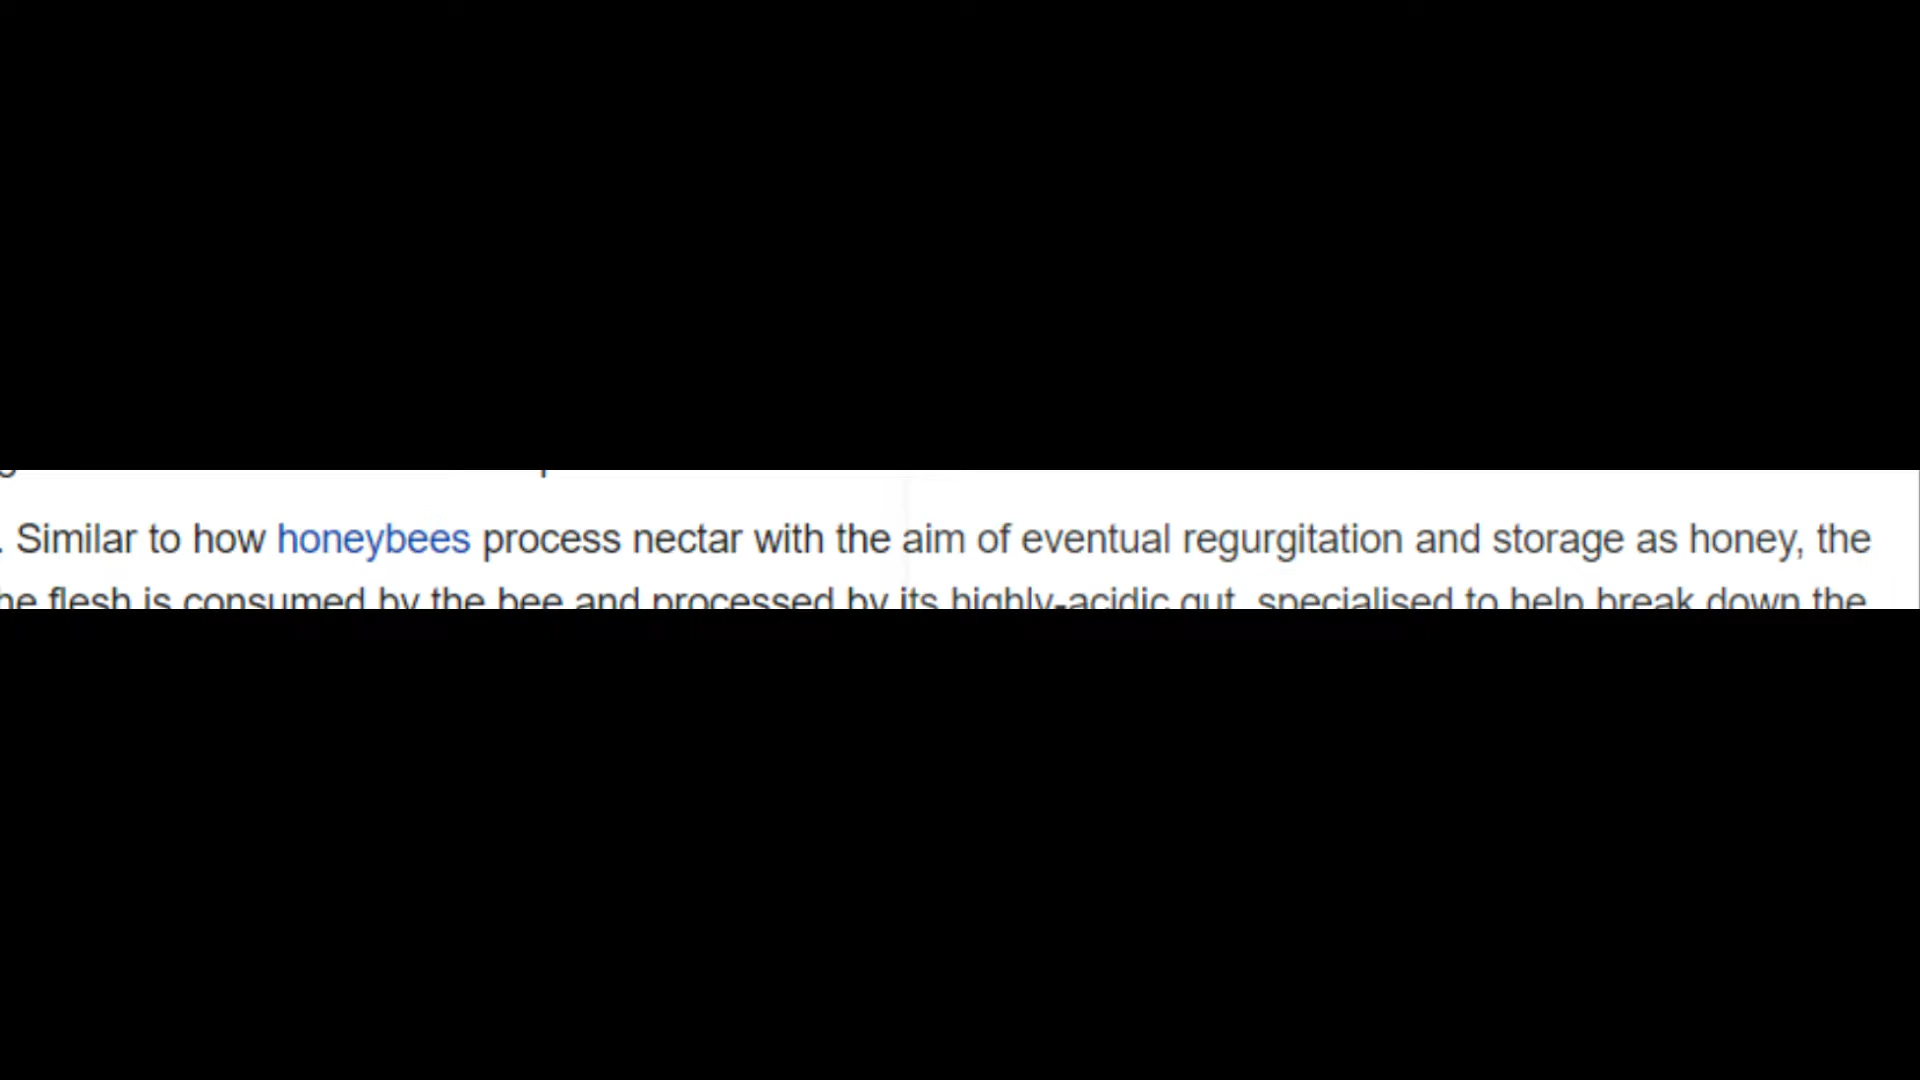 . Similar to how honeybees process nectar with the aim of eventual regurgitation and storage as honey, the
he flesh is consumed by the bee and processed by its highly-acidic gut, specialised to help break down the